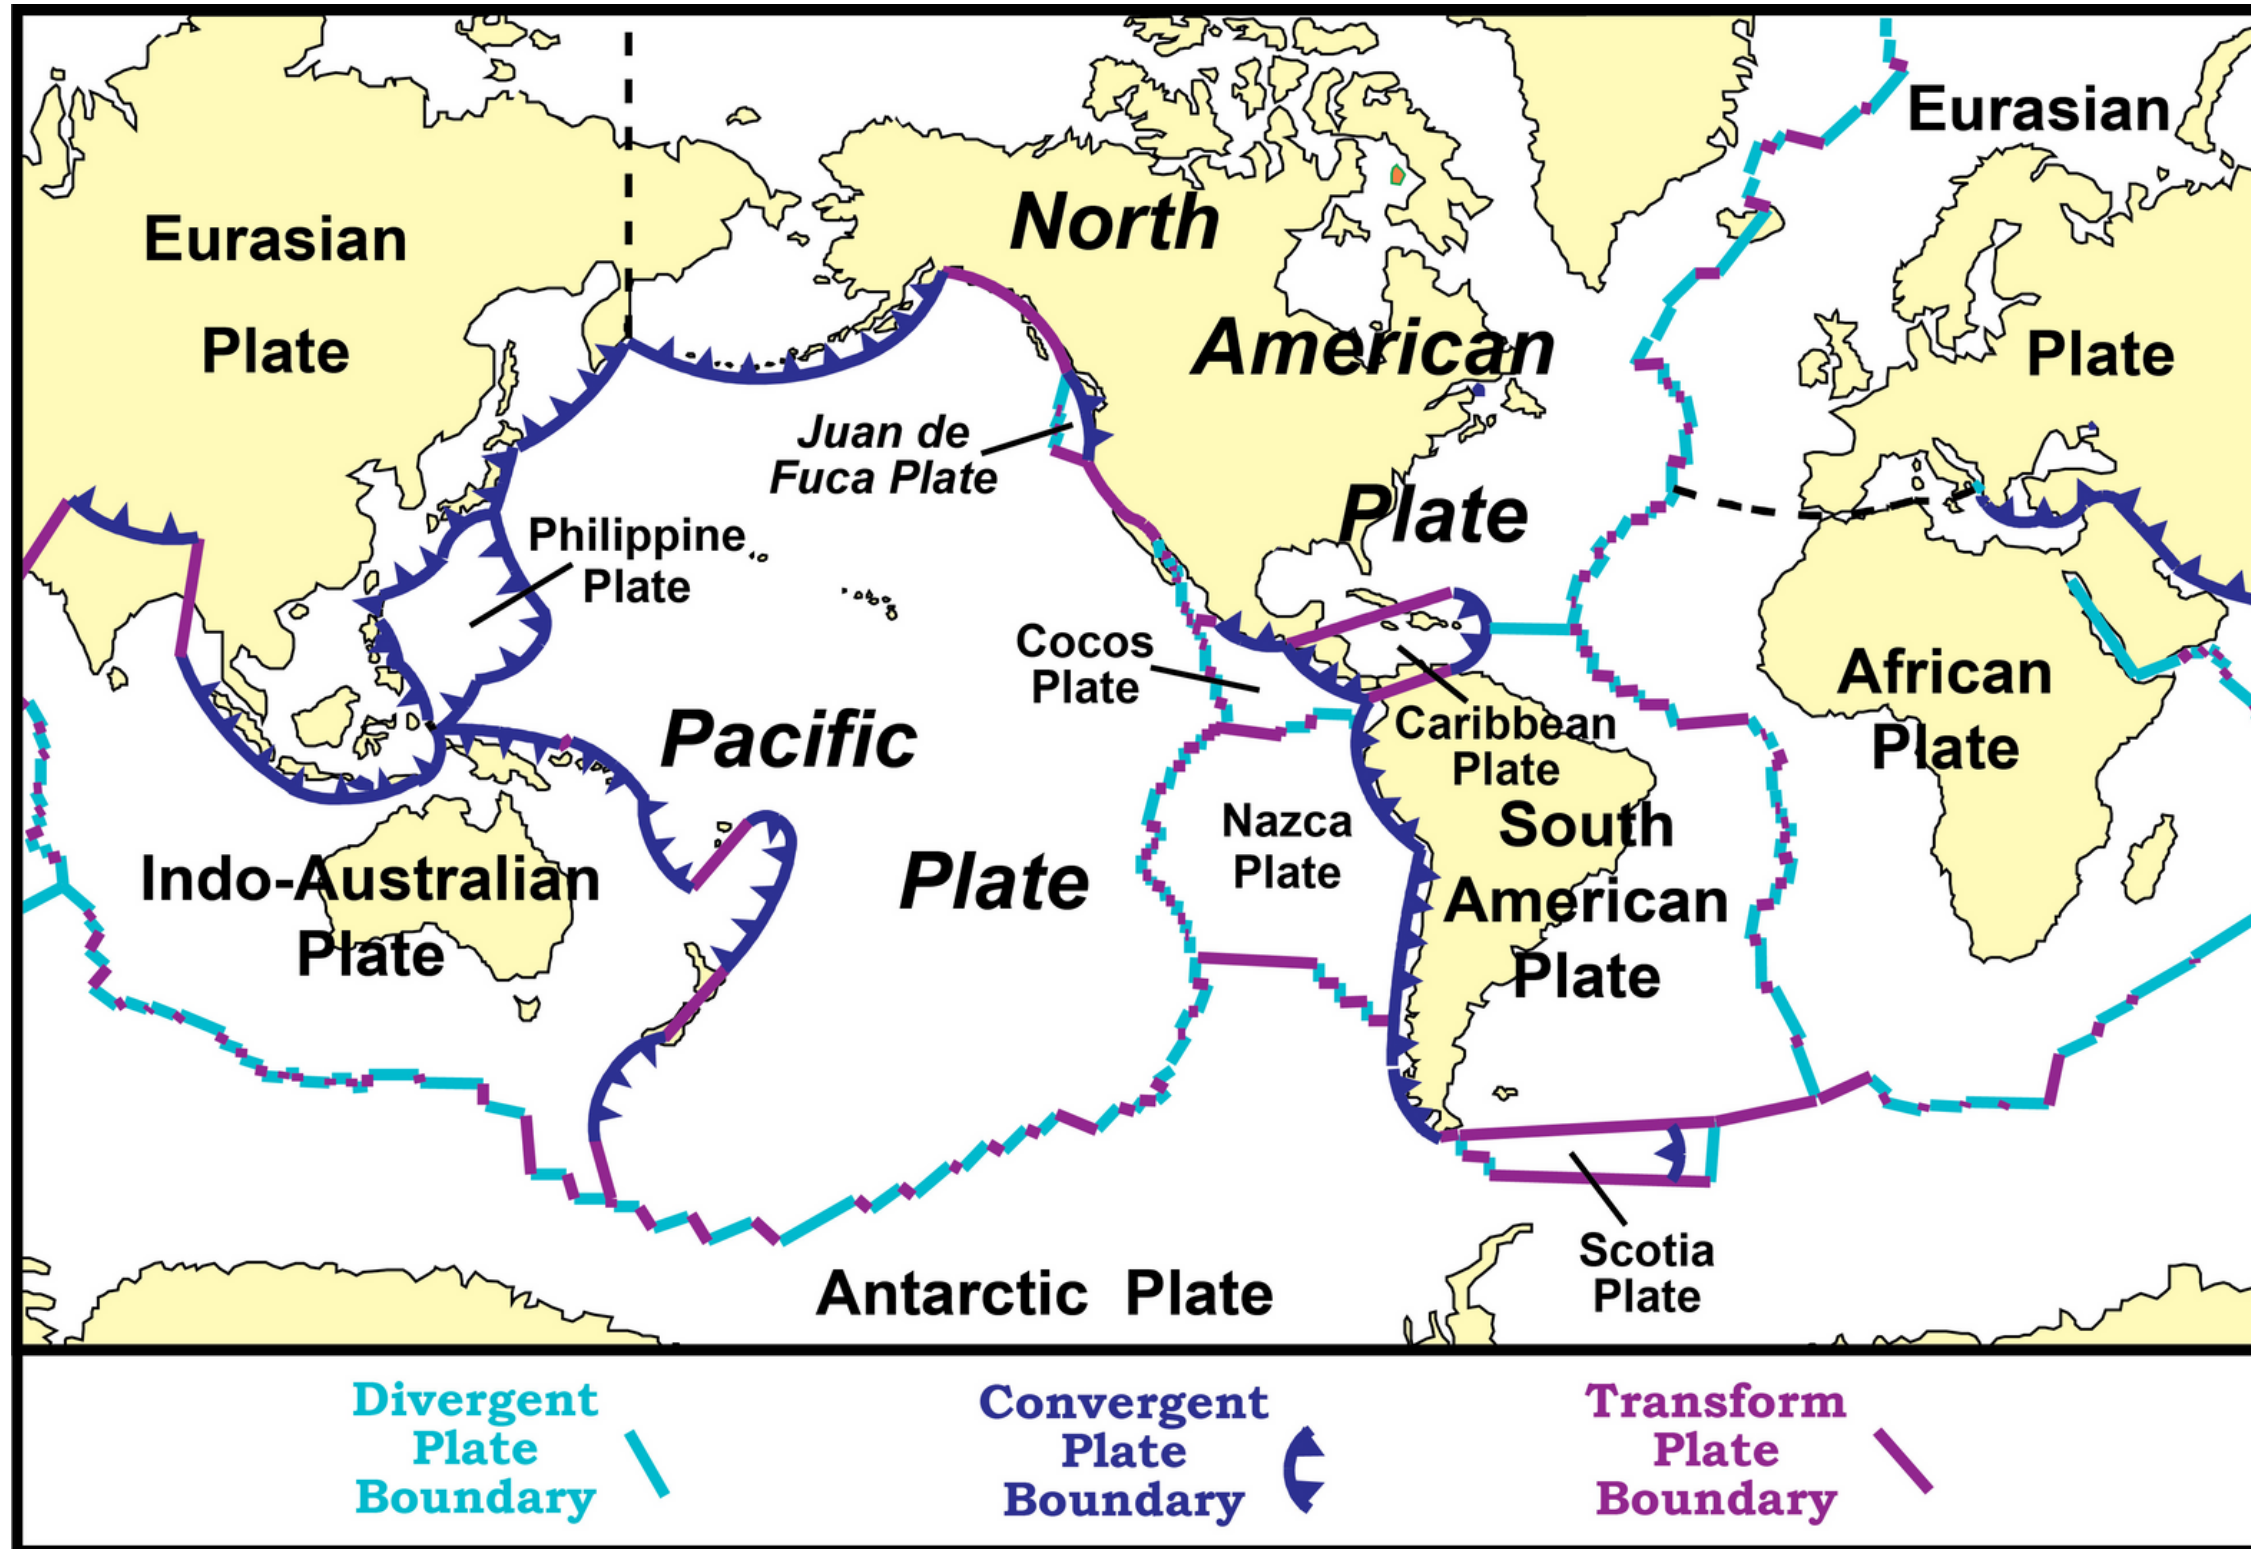 Eurasian
Plate
North
American
Plate
Eurasian
Plate
Juan de
Fuca Plate
Philippine
Plate
Cocos
Plate
Caribbean
Plate
African
Plate
Pacific
Plate
Nazca
Plate
South
American
Plate
Indo-Australian
Plate
Scotia
Plate
Antarctic Plate
Divergent
Plate
Boundary
Convergent
Plate
Boundary
Transform
Plate
Boundary